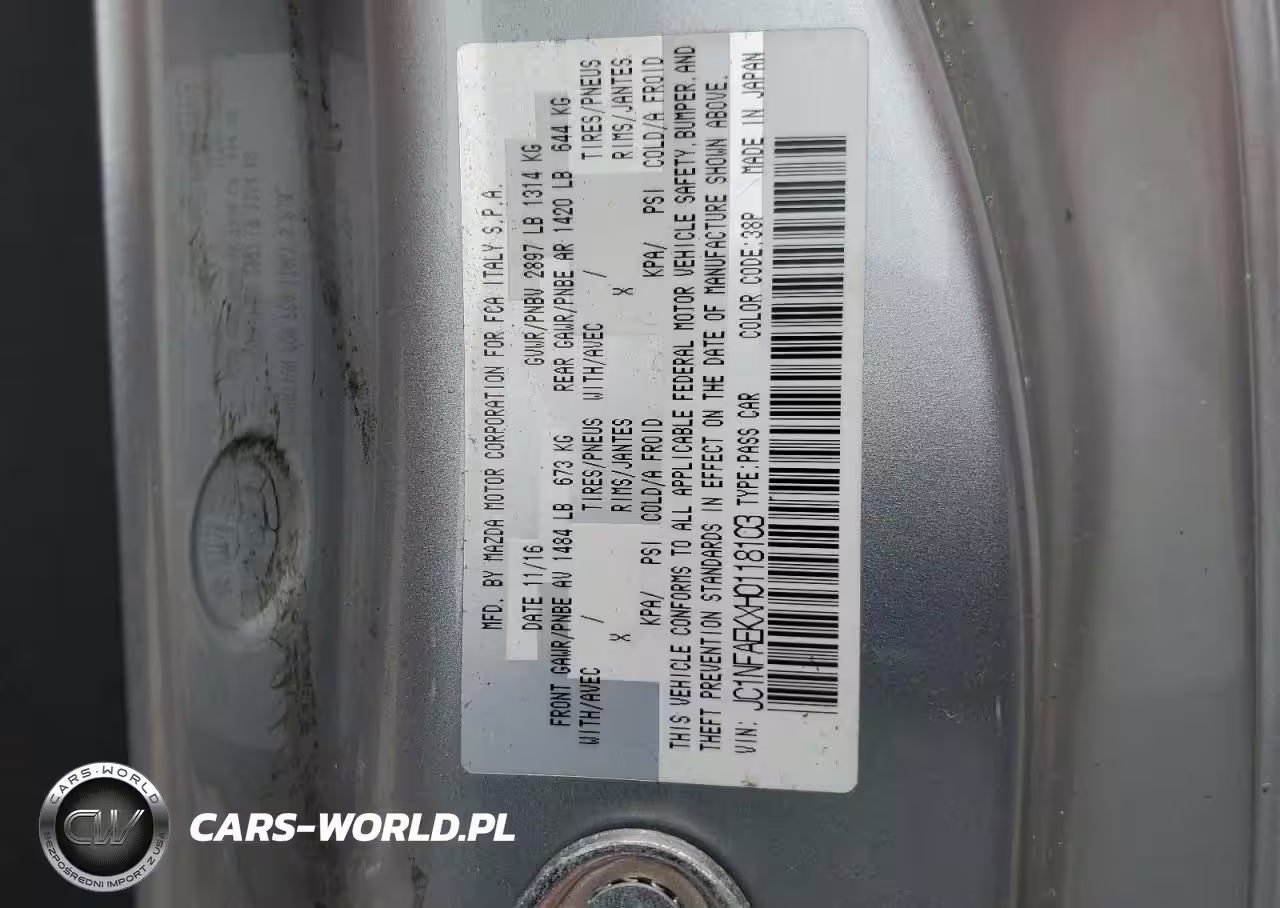 MFD. BY MAZDA MOTOR CORPORATION FOR FCA ITALY S.P.A.
DATE 11/16 GVWR/PNBV 2897 LB 1314 KG
FRONT GAWR/PNBE AV 1484 LB 673 KG REAR GAWR/PNBE AR 1420 LB 644 KG
WITH/AVEC / TIRES/PNEUS WITH/AVEC / TIRES/PNEUS
X RIMS/JANTES X RIMS/JANTES.
KPA/ PSI COLD/A FROID KPA/ PSI COLD/A FROID
THIS VEHICLE CONFORMS TO ALL APPLICABLE FEDERAL MOTOR VEHICLE SAFETY,BUMPER,AND
THEFT PREVENTION STANDARDS IN EFFECT ON THE DATE OF MANUFACTURE SHOWN ABOVE.
VIN: JC1NFAEKXH0118103 TYPE:PASS CAR COLOR CODE:38P MADE IN JAPAN
CARS-WORLD
CW
BEZPOŚREDNI IMPORT Z USA
CARS-WORLD.PL